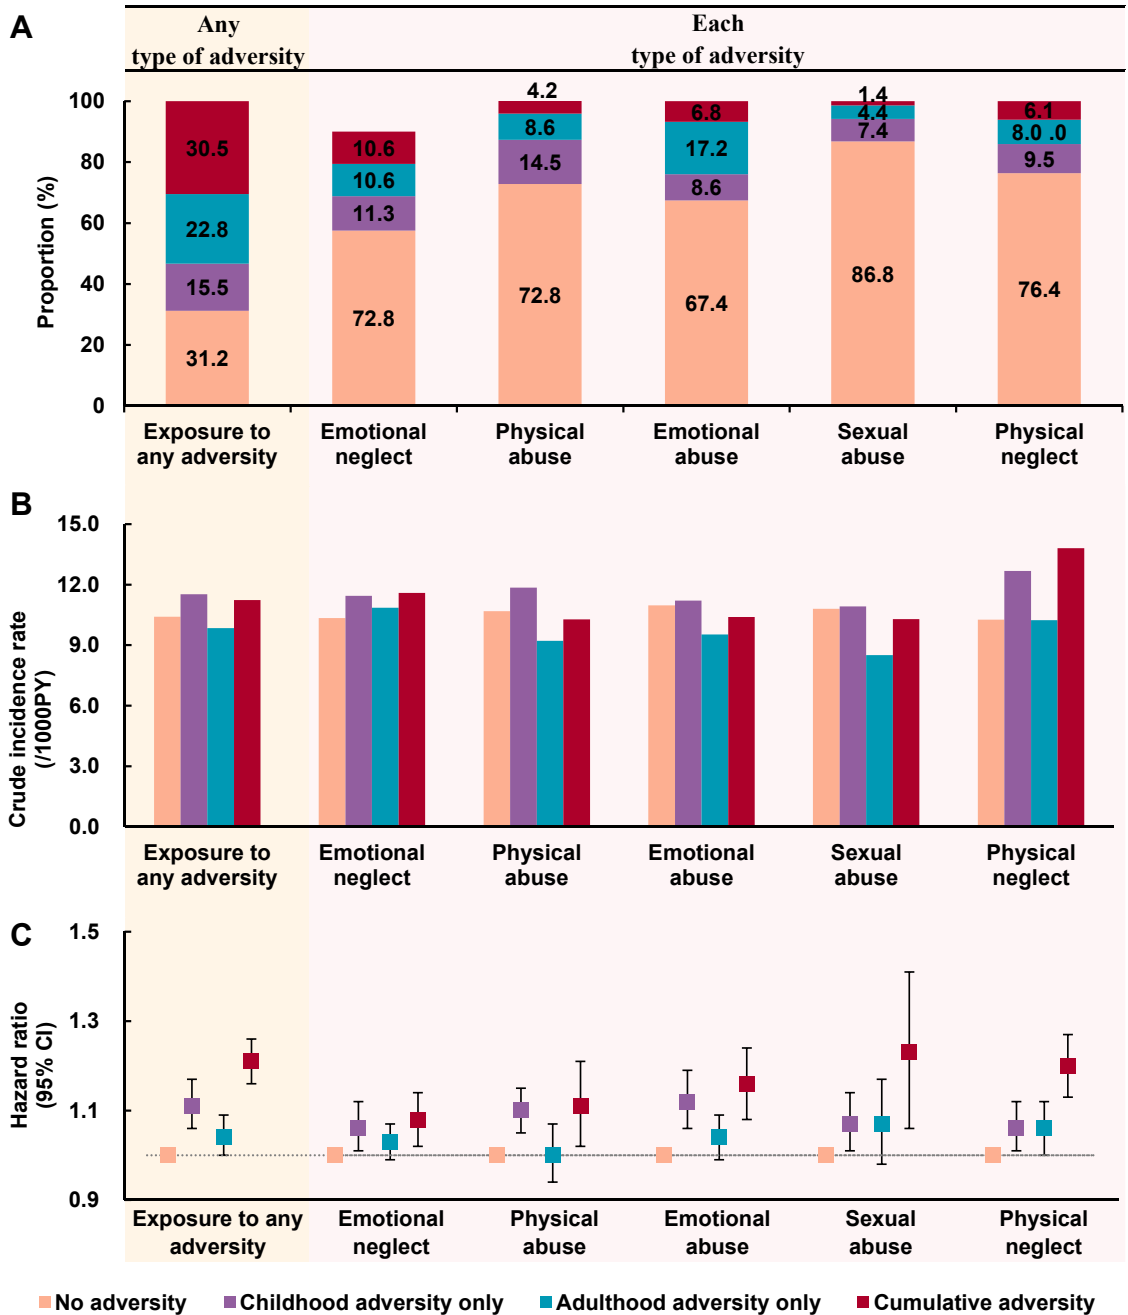 A
Any
type of adversity
Each
type of adversity
Proportion (%)
100
80
60
40
20
0
30.5
22.8
15.5
31.2
10.6
10.6
11.3
72.8
4.2
8.6
14.5
72.8
6.8
17.2
8.6
67.4
1.4
4.4
7.4
86.8
6.1
8.0 .0
9.5
76.4
Exposure to
any adversity
Emotional
neglect
Physical
abuse
Emotional
abuse
Sexual
abuse
Physical
neglect
B
Crude incidence rate
(/1000PY)
15.0
12.0
9.0
6.0
3.0
0.0
Exposure to
any adversity
Emotional
neglect
Physical
abuse
Emotional
abuse
Sexual
abuse
Physical
neglect
C
Hazard ratio
(95% CI)
1.5
1.3
1.1
0.9
Exposure to any
adversity
Emotional
neglect
Physical
abuse
Emotional
abuse
Sexual
abuse
Physical
neglect
No adversity
Childhood adversity only
Adulthood adversity only
Cumulative adversity